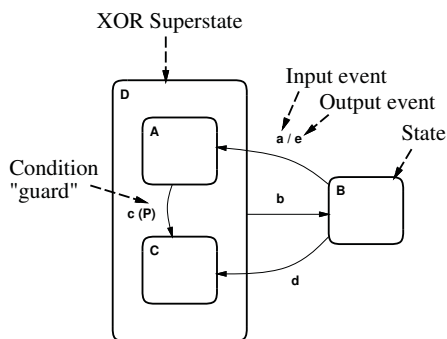 XOR Superstate
Input event
Output event
D
A
a / e
State
Condition
"guard"
c (P)
b
B
C
d